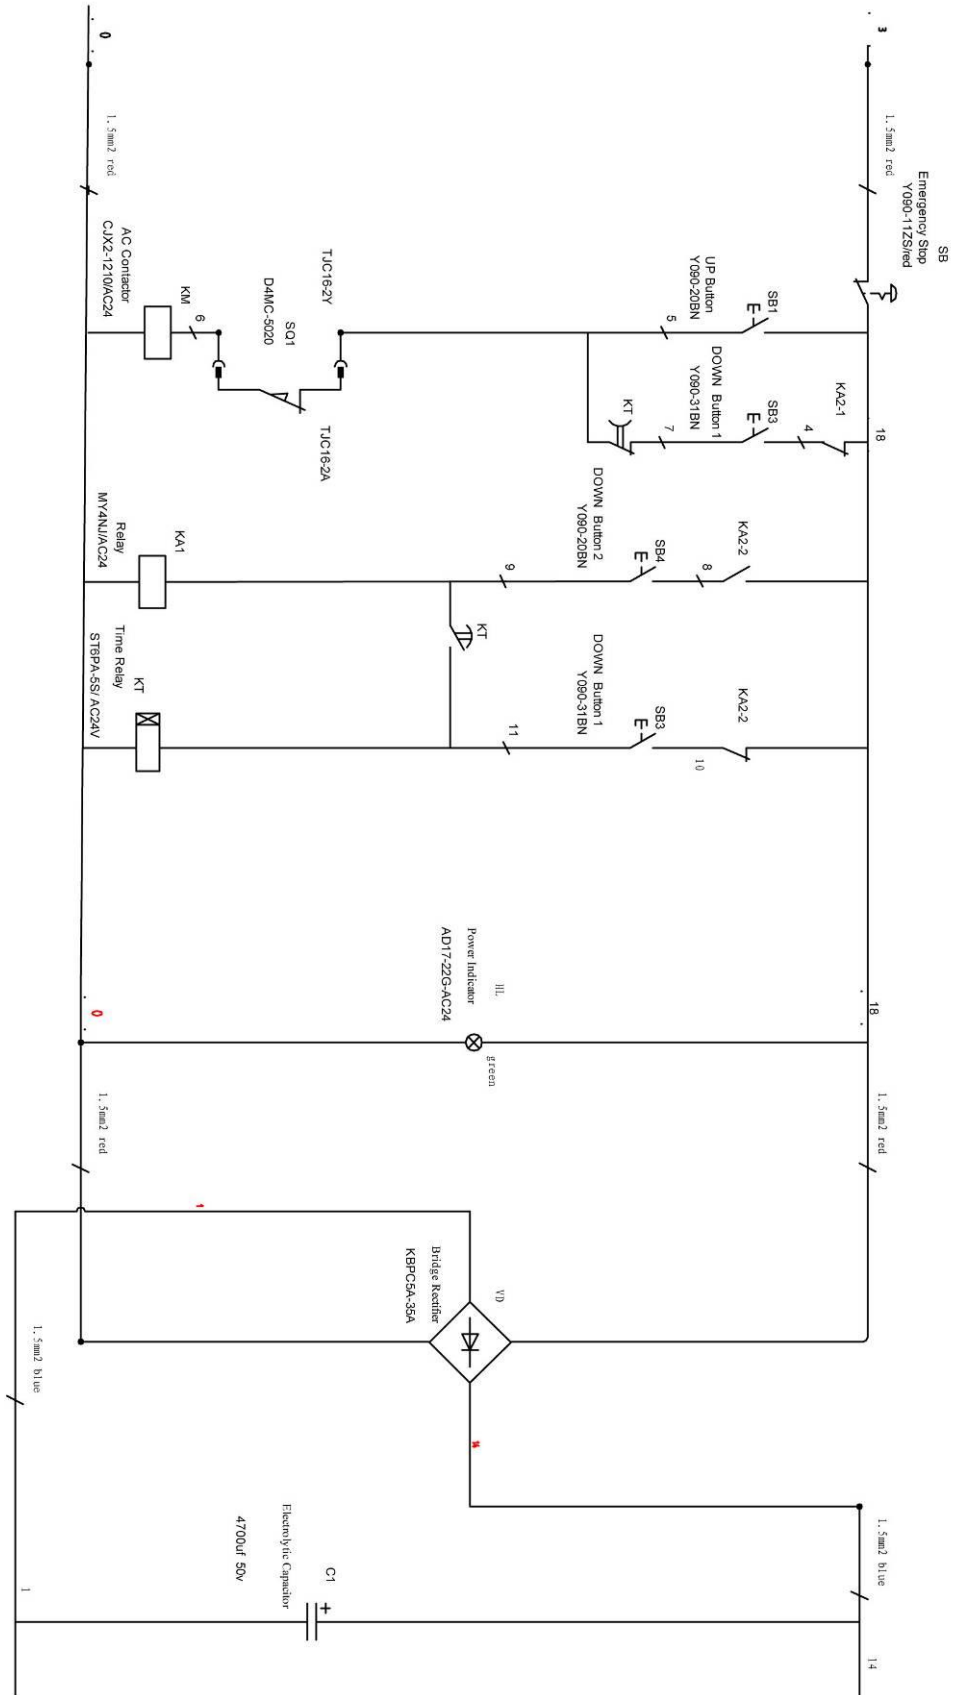 3
0
1.5mm2 red
1.5mm2 red
SB
Emergency Stop
Y090-11ZS/red
SB1
UP Button
Y090-20BN
5
TJC16-2Y
SQ1
D4MC-5020
TJC16-2A
6
KM
AC Contactor
CJX2-1210/AC24
18
KA2-1
4
SB3
DOWN Button 1
Y090-31BN
7
KT
KA2-2
8
SB4
DOWN Button 2
Y090-20BN
9
KA1
Relay
MY4NJ/AC24
KT
KA2-2
10
SB3
DOWN Button 1
Y090-31BN
11
KT
Time Relay
ST6PA-5S/ AC24V
18
HL
Power Indicator
AD17-22G-AC24
green
0
1.5mm2 red
1.5mm2 red
1
VD
Bridge Rectifier
KBPC5A-35A
14
1.5mm2 blue
1.5mm2 blue
C1
+
Electrolytic Capacitor
4700uf 50v
14
1